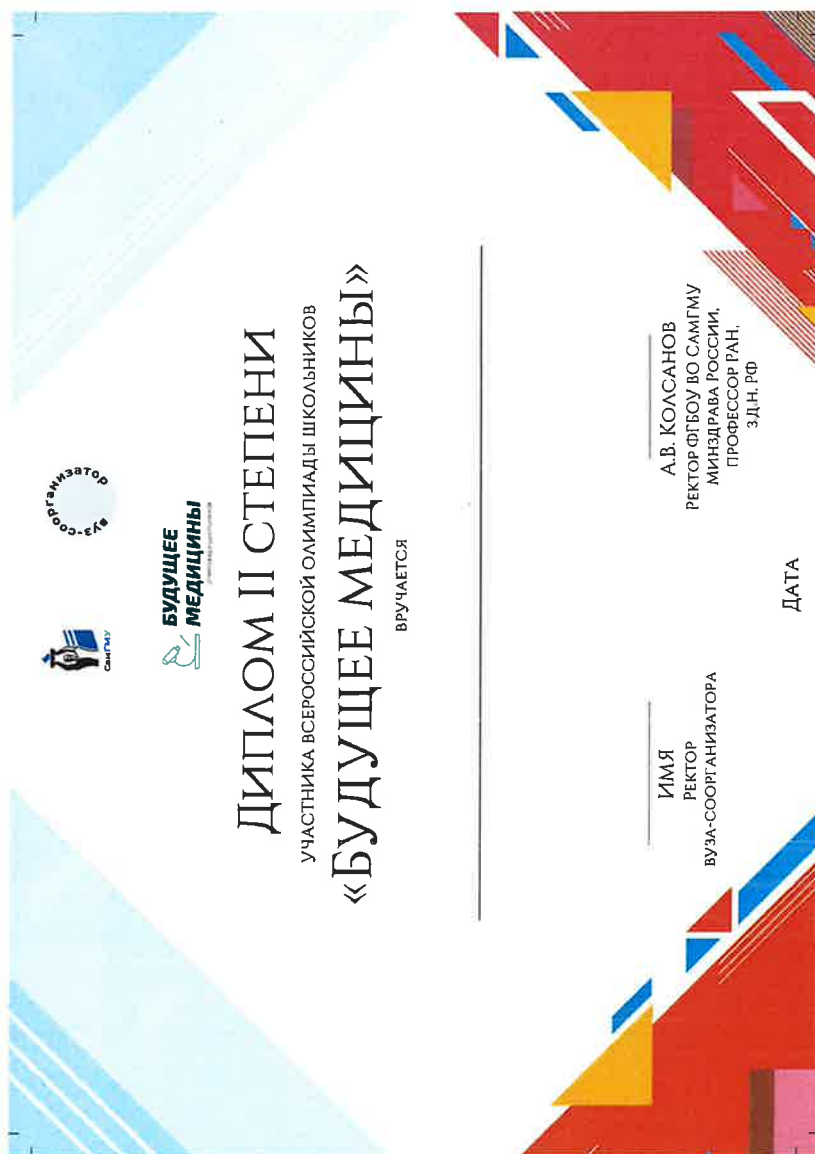 СамГМУ
вуз-соорганизатор
БУДУЩЕЕ
МЕДИЦИНЫ
ДИПЛОМ II СТЕПЕНИ
УЧАСТНИКА ВСЕРОССИЙСКОЙ ОЛИМПИАДЫ ШКОЛЬНИКОВ
«БУДУЩЕЕ МЕДИЦИНЫ»
ВРУЧАЕТСЯ
ИМЯ
РЕКТОР
ВУЗА-СООРГАНИЗАТОРА
А.В. КОЛСАНОВ
РЕКТОР ФГБОУ ВО САМГМУ
МИНЗДРАВА РОССИИ,
ПРОФЕССОР РАН,
З.Д.Н. РФ
ДАТА